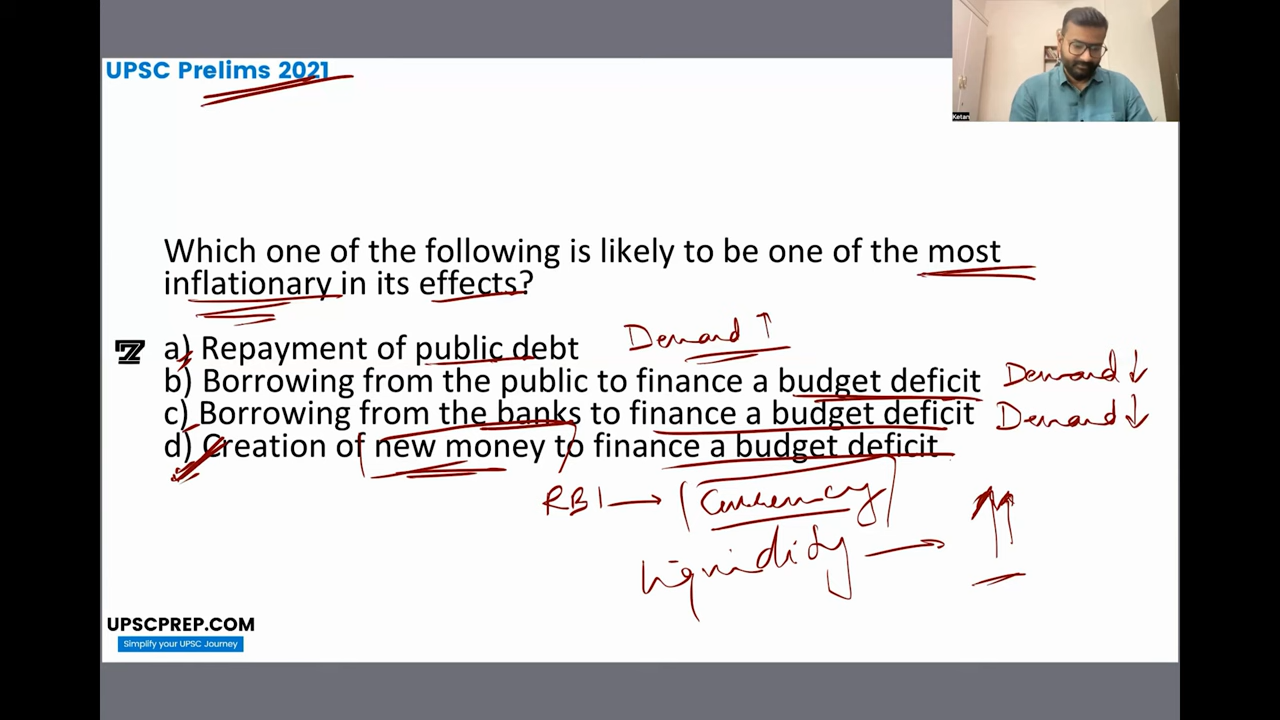 UPSC Prelims 2021
Ketan
Which one of the following is likely to be one of the most
inflationary in its effects?
a) Repayment of public debt Demand ↑
b) Borrowing from the public to finance a budget deficit Demand ↓
c) Borrowing from the banks to finance a budget deficit Demand ↓
d) Creation of new money to finance a budget deficit
RBI → (Currency)
liquidity → ↑↑
UPSCPREP.COM
Simplify your UPSC Journey